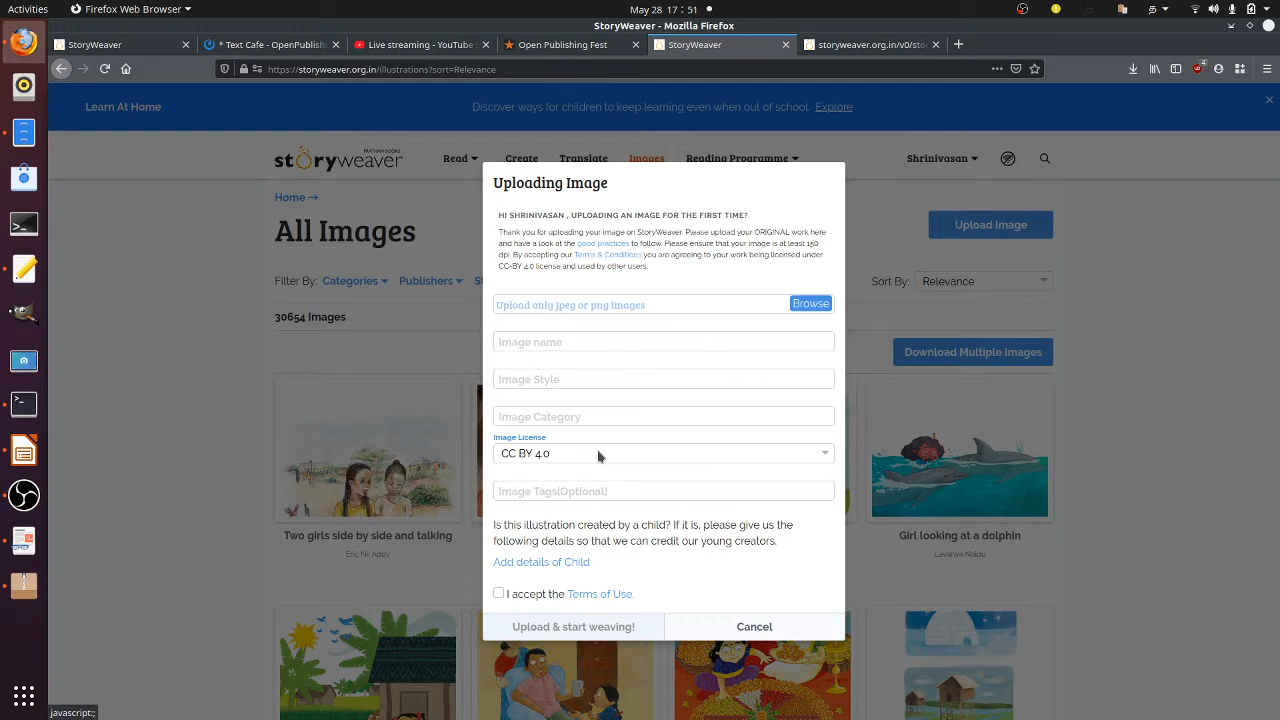 Activities
Firefox Web Browser
May 28 17:51
StoryWeaver - Mozilla Firefox
StoryWeaver
* Text Cafe - OpenPublishi
Live streaming - YouTube
Open Publishing Fest
StoryWeaver
storyweaver.org.in/v0/sto
https://storyweaver.org.in/illustrations?sort=Relevance
4
Learn At Home
Discover ways for children to keep learning even when out of school. Explore
PRATHAM BOOKS
storyweaver
Read
Create
Translate
Images
Reading Programme
Shrinivasan
Home →
All Images
Upload Image
Filter By:
Categories
Publishers
St
Sort By:
Relevance
30654 Images
Download Multiple Images
Uploading Image
HI SHRINIVASAN , UPLOADING AN IMAGE FOR THE FIRST TIME?
Thank you for uploading your image on StoryWeaver. Please upload your ORIGINAL work here
and have a look at the good practices to follow. Please ensure that your image is at least 150
dpi. By accepting our Terms & Conditions you are agreeing to your work being licensed under
CC-BY 4.0 license and used by other users.
Upload only jpeg or png images
Browse
Image name
Image Style
Image Category
Image License
CC BY 4.0
Image Tags(Optional)
Is this illustration created by a child? If it is, please give us the
following details so that we can credit our young creators.
Add details of Child
I accept the Terms of Use.
Upload & start weaving!
Cancel
Two girls side by side and talking
Girl looking at a dolphin
Lavanya Naidu
javascript:;